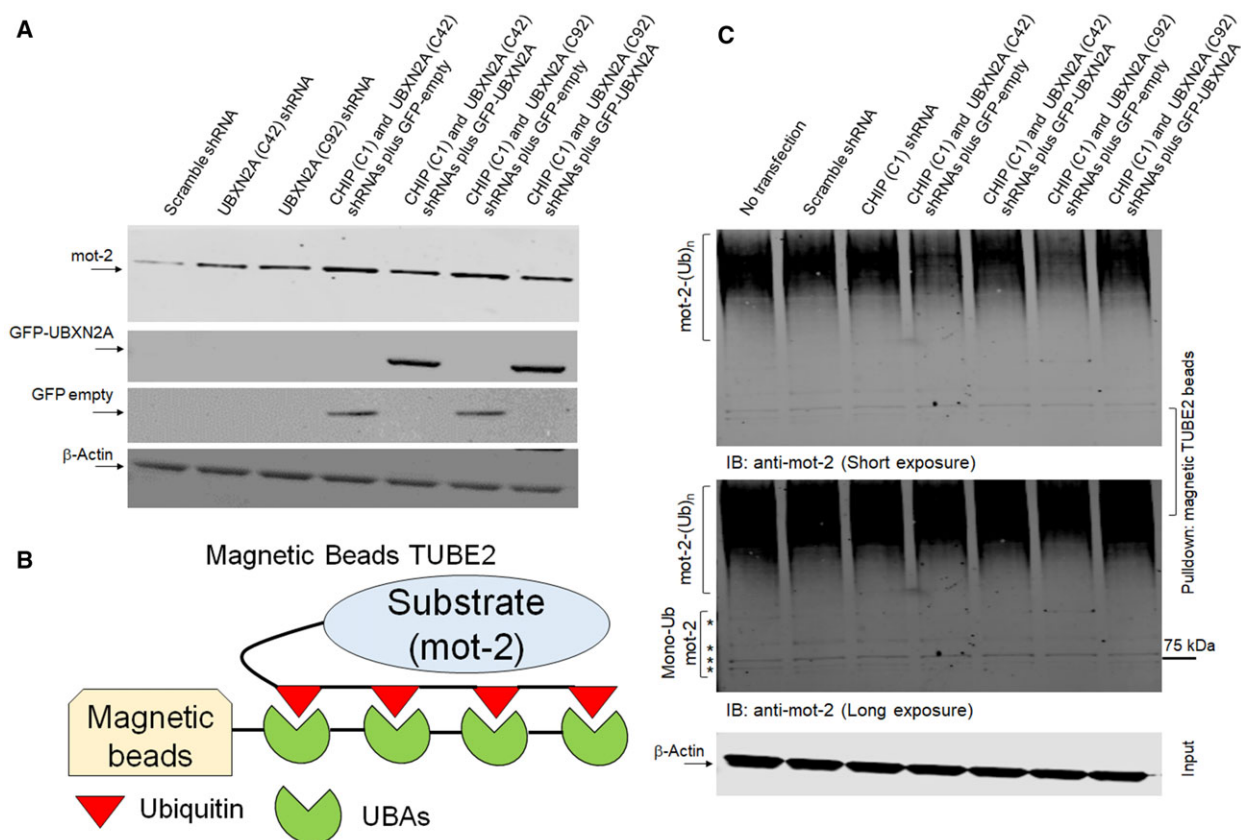 A
Scramble shRNA
UBXN2A (C42) shRNA
UBXN2A (C92) shRNA
CHIP (C1) and UBXN2A (C42)
shRNAs plus GFP-empty
CHIP (C1) and UBXN2A (C42)
shRNAs plus GFP-UBXN2A
CHIP (C1) and UBXN2A (C92)
shRNAs plus GFP-empty
CHIP (C1) and UBXN2A (C92)
shRNAs plus GFP-UBXN2A
mot-2
GFP-UBXN2A
GFP empty
β-Actin
B
Magnetic Beads TUBE2
Substrate
(mot-2)
Magnetic
beads
Ubiquitin
UBAs
C
No transfection
Scramble shRNA
CHIP (C1) shRNA
CHIP (C1) and UBXN2A (C42)
shRNAs plus GFP-empty
CHIP (C1) and UBXN2A (C42)
shRNAs plus GFP-UBXN2A
CHIP (C1) and UBXN2A (C92)
shRNAs plus GFP-empty
CHIP (C1) and UBXN2A (C92)
shRNAs plus GFP-UBXN2A
mot-2-(Ub)n
IB: anti-mot-2 (Short exposure)
mot-2-(Ub)n
Mono-Ub
mot-2
*
*
*
*
75 kDa
Pulldown: magnetic TUBE2 beads
IB: anti-mot-2 (Long exposure)
β-Actin
Input